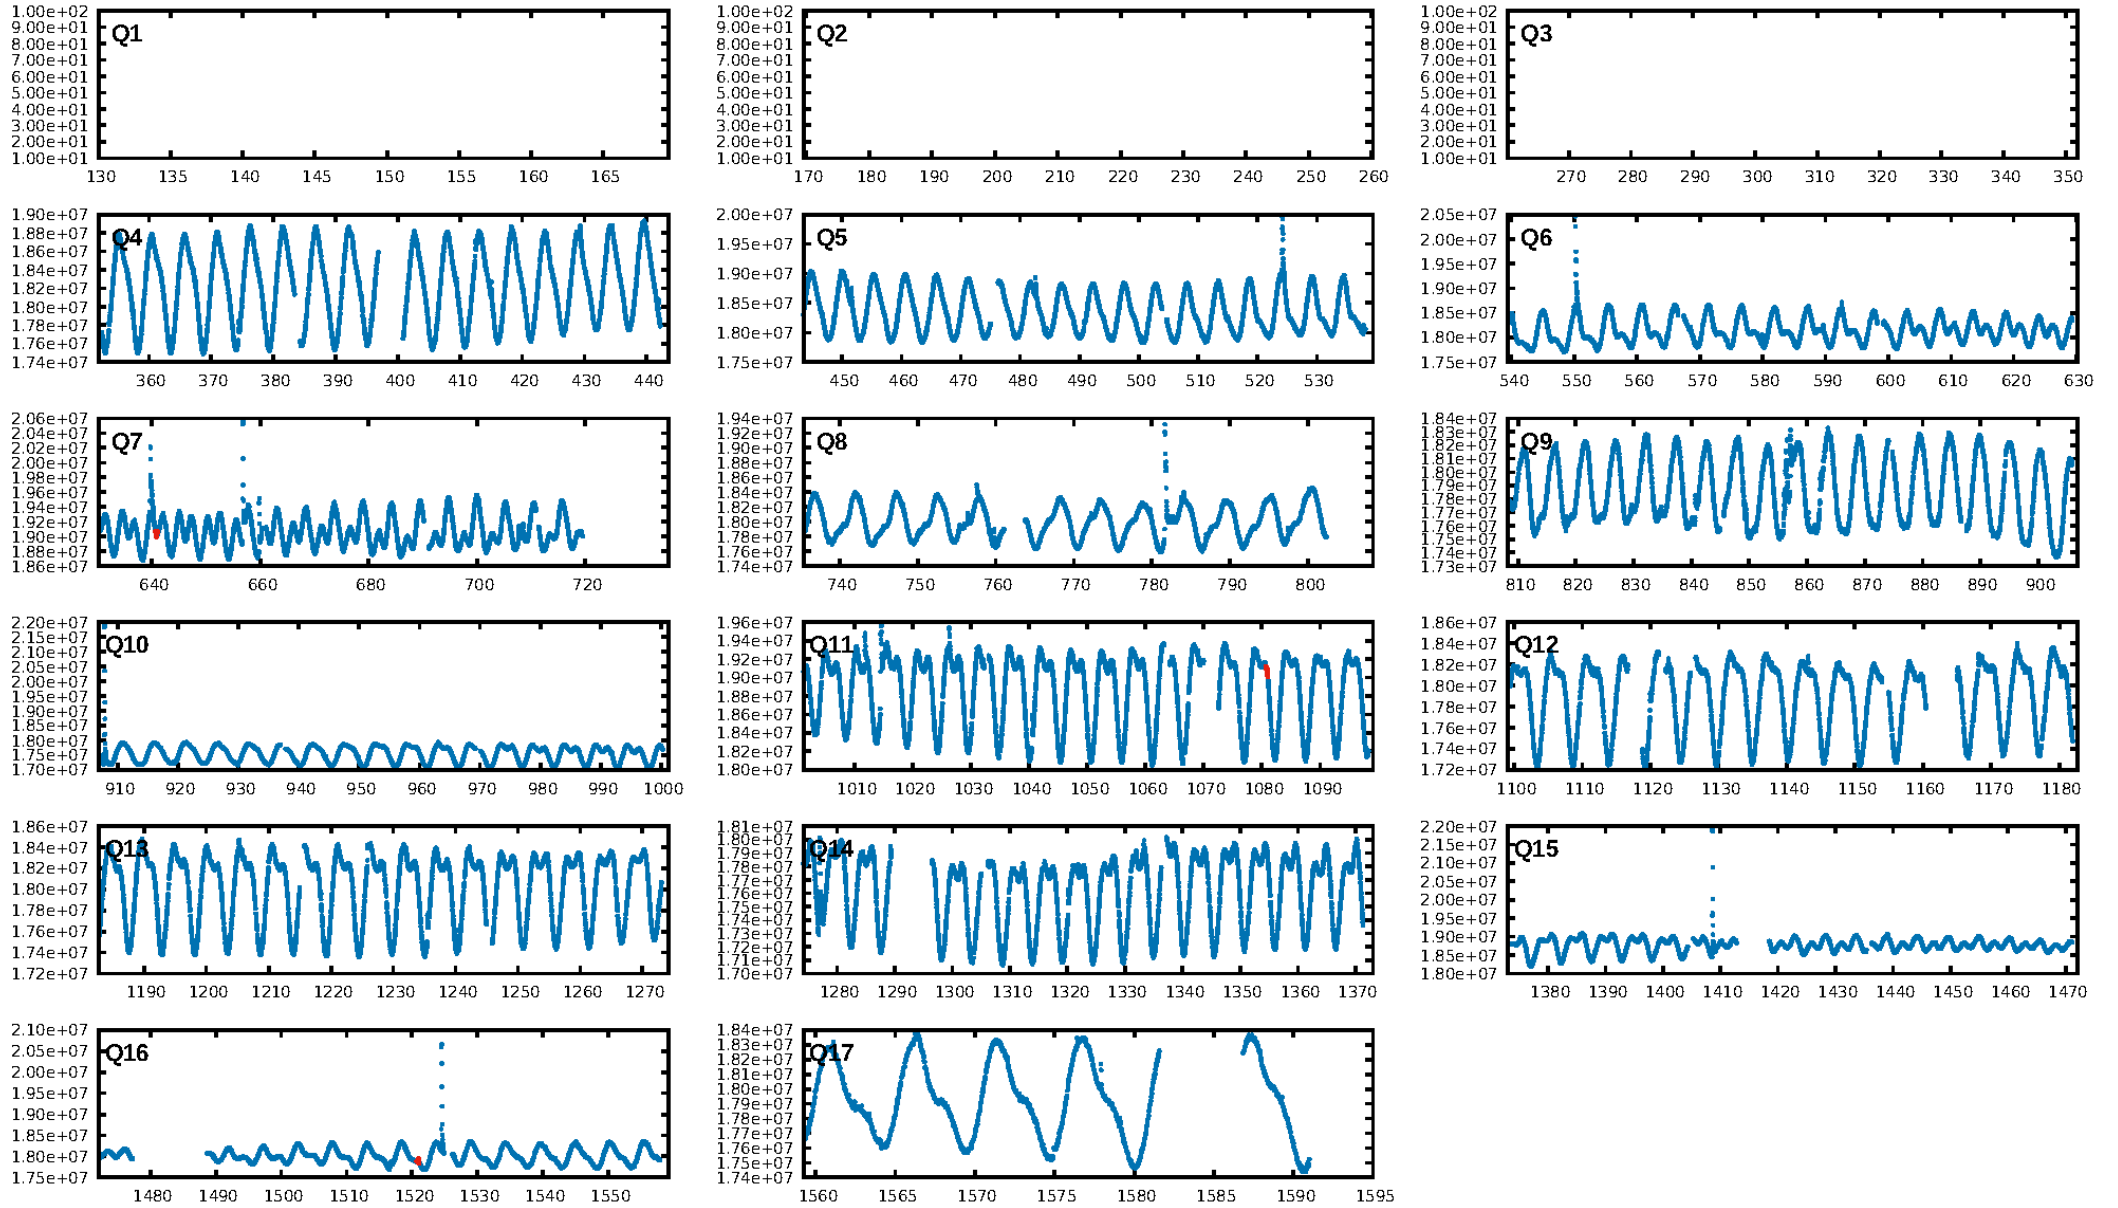 1.00e+02 9.00e+01 8.00e+01 7.00e+01 6.00e+01 5.00e+01 4.00e+01 3.00e+01 2.00e+01 1.00e+01
Q1
130 135 140 145 150 155 160 165
1.00e+02 9.00e+01 8.00e+01 7.00e+01 6.00e+01 5.00e+01 4.00e+01 3.00e+01 2.00e+01 1.00e+01
Q2
170 180 190 200 210 220 230 240 250 260
1.00e+02 9.00e+01 8.00e+01 7.00e+01 6.00e+01 5.00e+01 4.00e+01 3.00e+01 2.00e+01 1.00e+01
Q3
270 280 290 300 310 320 330 340 350
1.90e+07 1.88e+07 1.86e+07 1.84e+07 1.82e+07 1.80e+07 1.78e+07 1.76e+07 1.74e+07
Q4
360 370 380 390 400 410 420 430 440
2.00e+07 1.95e+07 1.90e+07 1.85e+07 1.80e+07 1.75e+07
Q5
450 460 470 480 490 500 510 520 530
2.05e+07 2.00e+07 1.95e+07 1.90e+07 1.85e+07 1.80e+07 1.75e+07
Q6
540 550 560 570 580 590 600 610 620 630
2.06e+07 2.04e+07 2.02e+07 2.00e+07 1.98e+07 1.96e+07 1.94e+07 1.92e+07 1.90e+07 1.88e+07 1.86e+07
Q7
640 660 680 700 720
1.94e+07 1.92e+07 1.90e+07 1.88e+07 1.86e+07 1.84e+07 1.82e+07 1.80e+07 1.78e+07 1.76e+07 1.74e+07
Q8
740 750 760 770 780 790 800
1.84e+07 1.83e+07 1.82e+07 1.81e+07 1.80e+07 1.79e+07 1.78e+07 1.77e+07 1.76e+07 1.75e+07 1.74e+07 1.73e+07
Q9
810 820 830 840 850 860 870 880 890 900
2.20e+07 2.15e+07 2.10e+07 2.05e+07 2.00e+07 1.95e+07 1.90e+07 1.85e+07 1.80e+07 1.75e+07 1.70e+07
Q10
910 920 930 940 950 960 970 980 990 1000
1.96e+07 1.94e+07 1.92e+07 1.90e+07 1.88e+07 1.86e+07 1.84e+07 1.82e+07 1.80e+07
Q11
1010 1020 1030 1040 1050 1060 1070 1080 1090
1.86e+07 1.84e+07 1.82e+07 1.80e+07 1.78e+07 1.76e+07 1.74e+07 1.72e+07
Q12
1100 1110 1120 1130 1140 1150 1160 1170 1180
1.86e+07 1.84e+07 1.82e+07 1.80e+07 1.78e+07 1.76e+07 1.74e+07 1.72e+07
Q13
1190 1200 1210 1220 1230 1240 1250 1260 1270
1.81e+07 1.80e+07 1.79e+07 1.78e+07 1.77e+07 1.76e+07 1.75e+07 1.74e+07 1.73e+07 1.72e+07 1.71e+07 1.70e+07
Q14
1280 1290 1300 1310 1320 1330 1340 1350 1360 1370
2.20e+07 2.15e+07 2.10e+07 2.05e+07 2.00e+07 1.95e+07 1.90e+07 1.85e+07 1.80e+07
Q15
1380 1390 1400 1410 1420 1430 1440 1450 1460 1470
2.10e+07 2.05e+07 2.00e+07 1.95e+07 1.90e+07 1.85e+07 1.80e+07 1.75e+07
Q16
1480 1490 1500 1510 1520 1530 1540 1550
1.84e+07 1.83e+07 1.82e+07 1.81e+07 1.80e+07 1.79e+07 1.78e+07 1.77e+07 1.76e+07 1.75e+07 1.74e+07
Q17
1560 1565 1570 1575 1580 1585 1590 1595